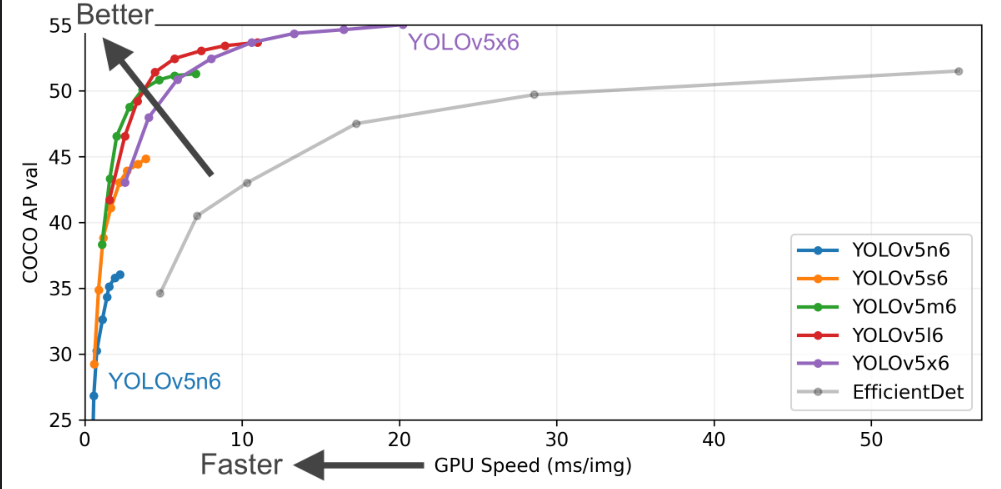 Better
55
50
45
40
35
30
25
COCO AP val
YOLOv5x6
YOLOv5n6
YOLOv5n6
YOLOv5s6
YOLOv5m6
YOLOv5l6
YOLOv5x6
EfficientDet
0 10 20 30 40 50
Faster GPU Speed (ms/img)